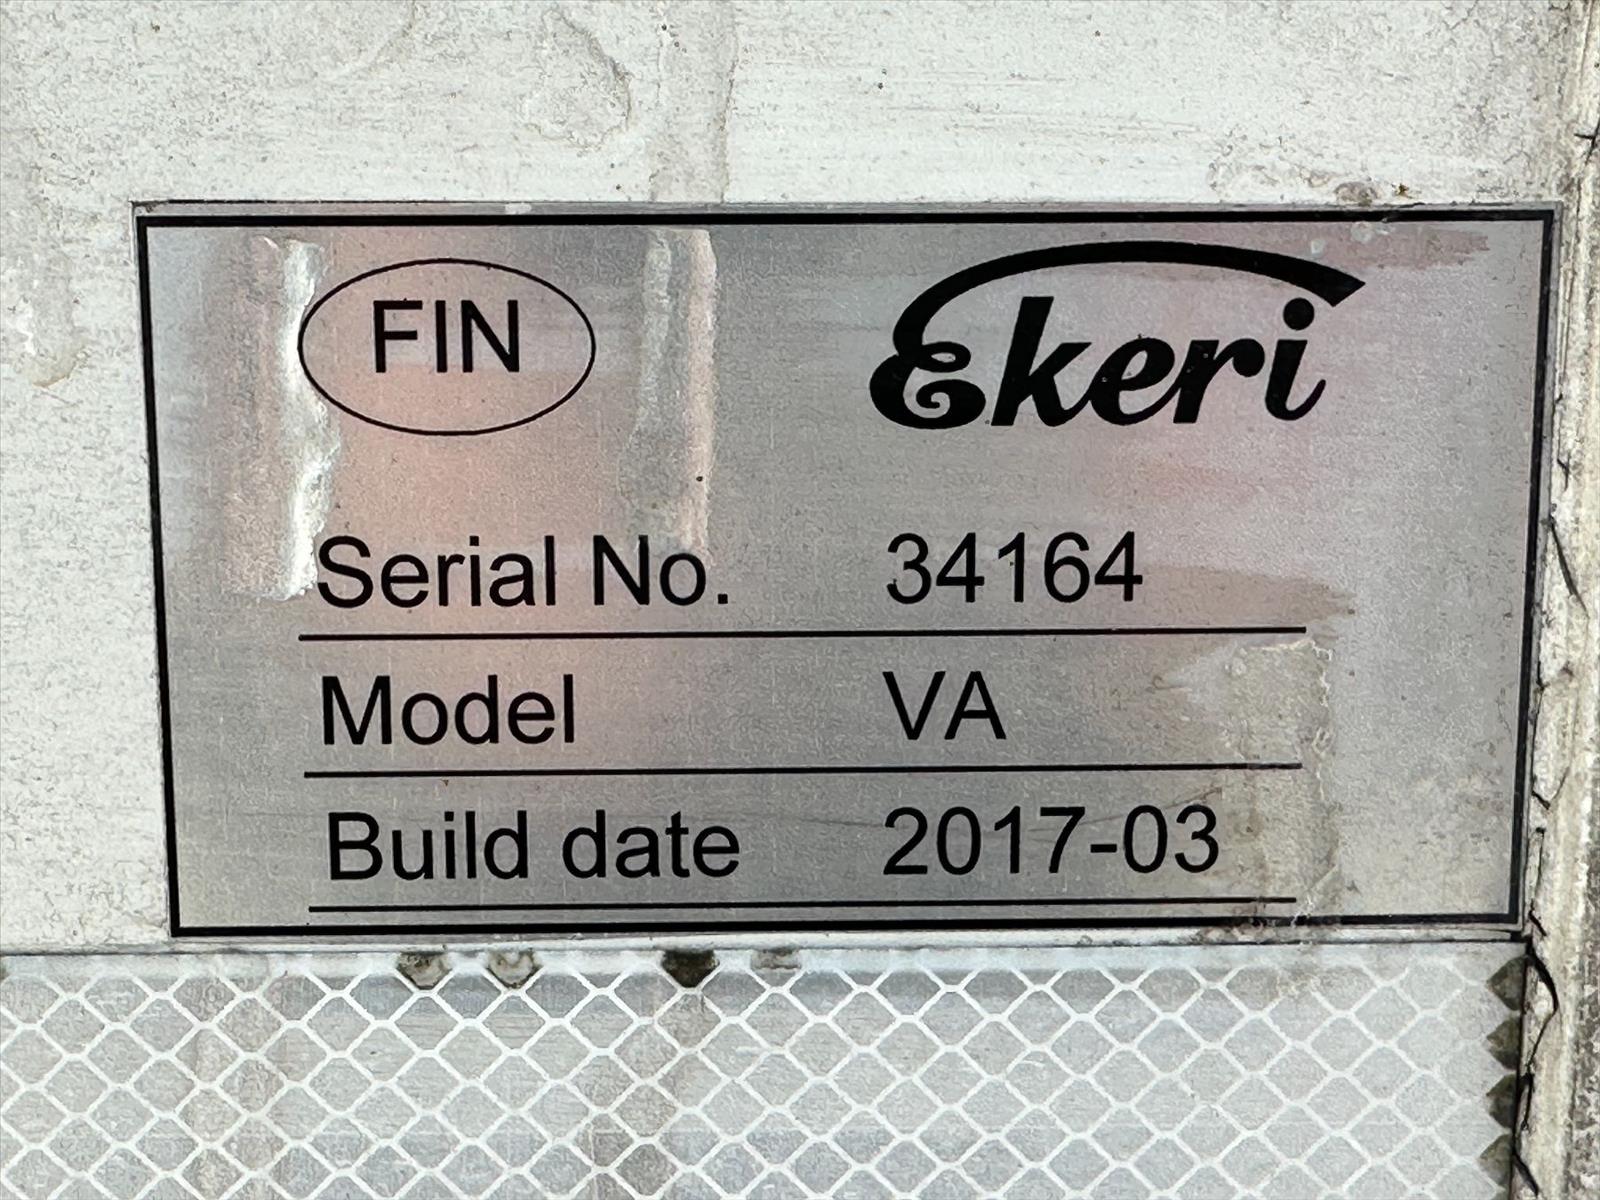 FIN
Ekeri
Serial No. 34164
Model VA
Build date 2017-03